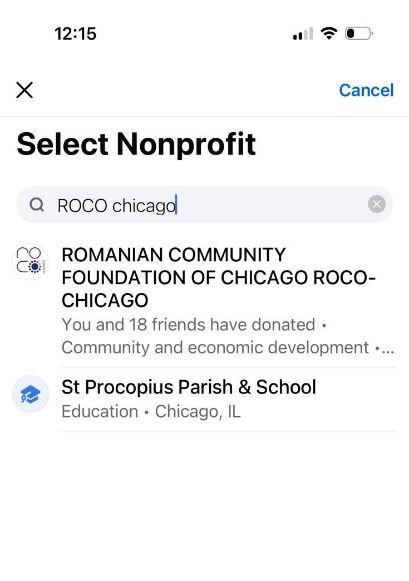 12:15
Cancel
Select Nonprofit
ROCO chicago
ROMANIAN COMMUNITY
FOUNDATION OF CHICAGO ROCO-
CHICAGO
You and 18 friends have donated •
Community and economic development •...
St Procopius Parish & School
Education • Chicago, IL